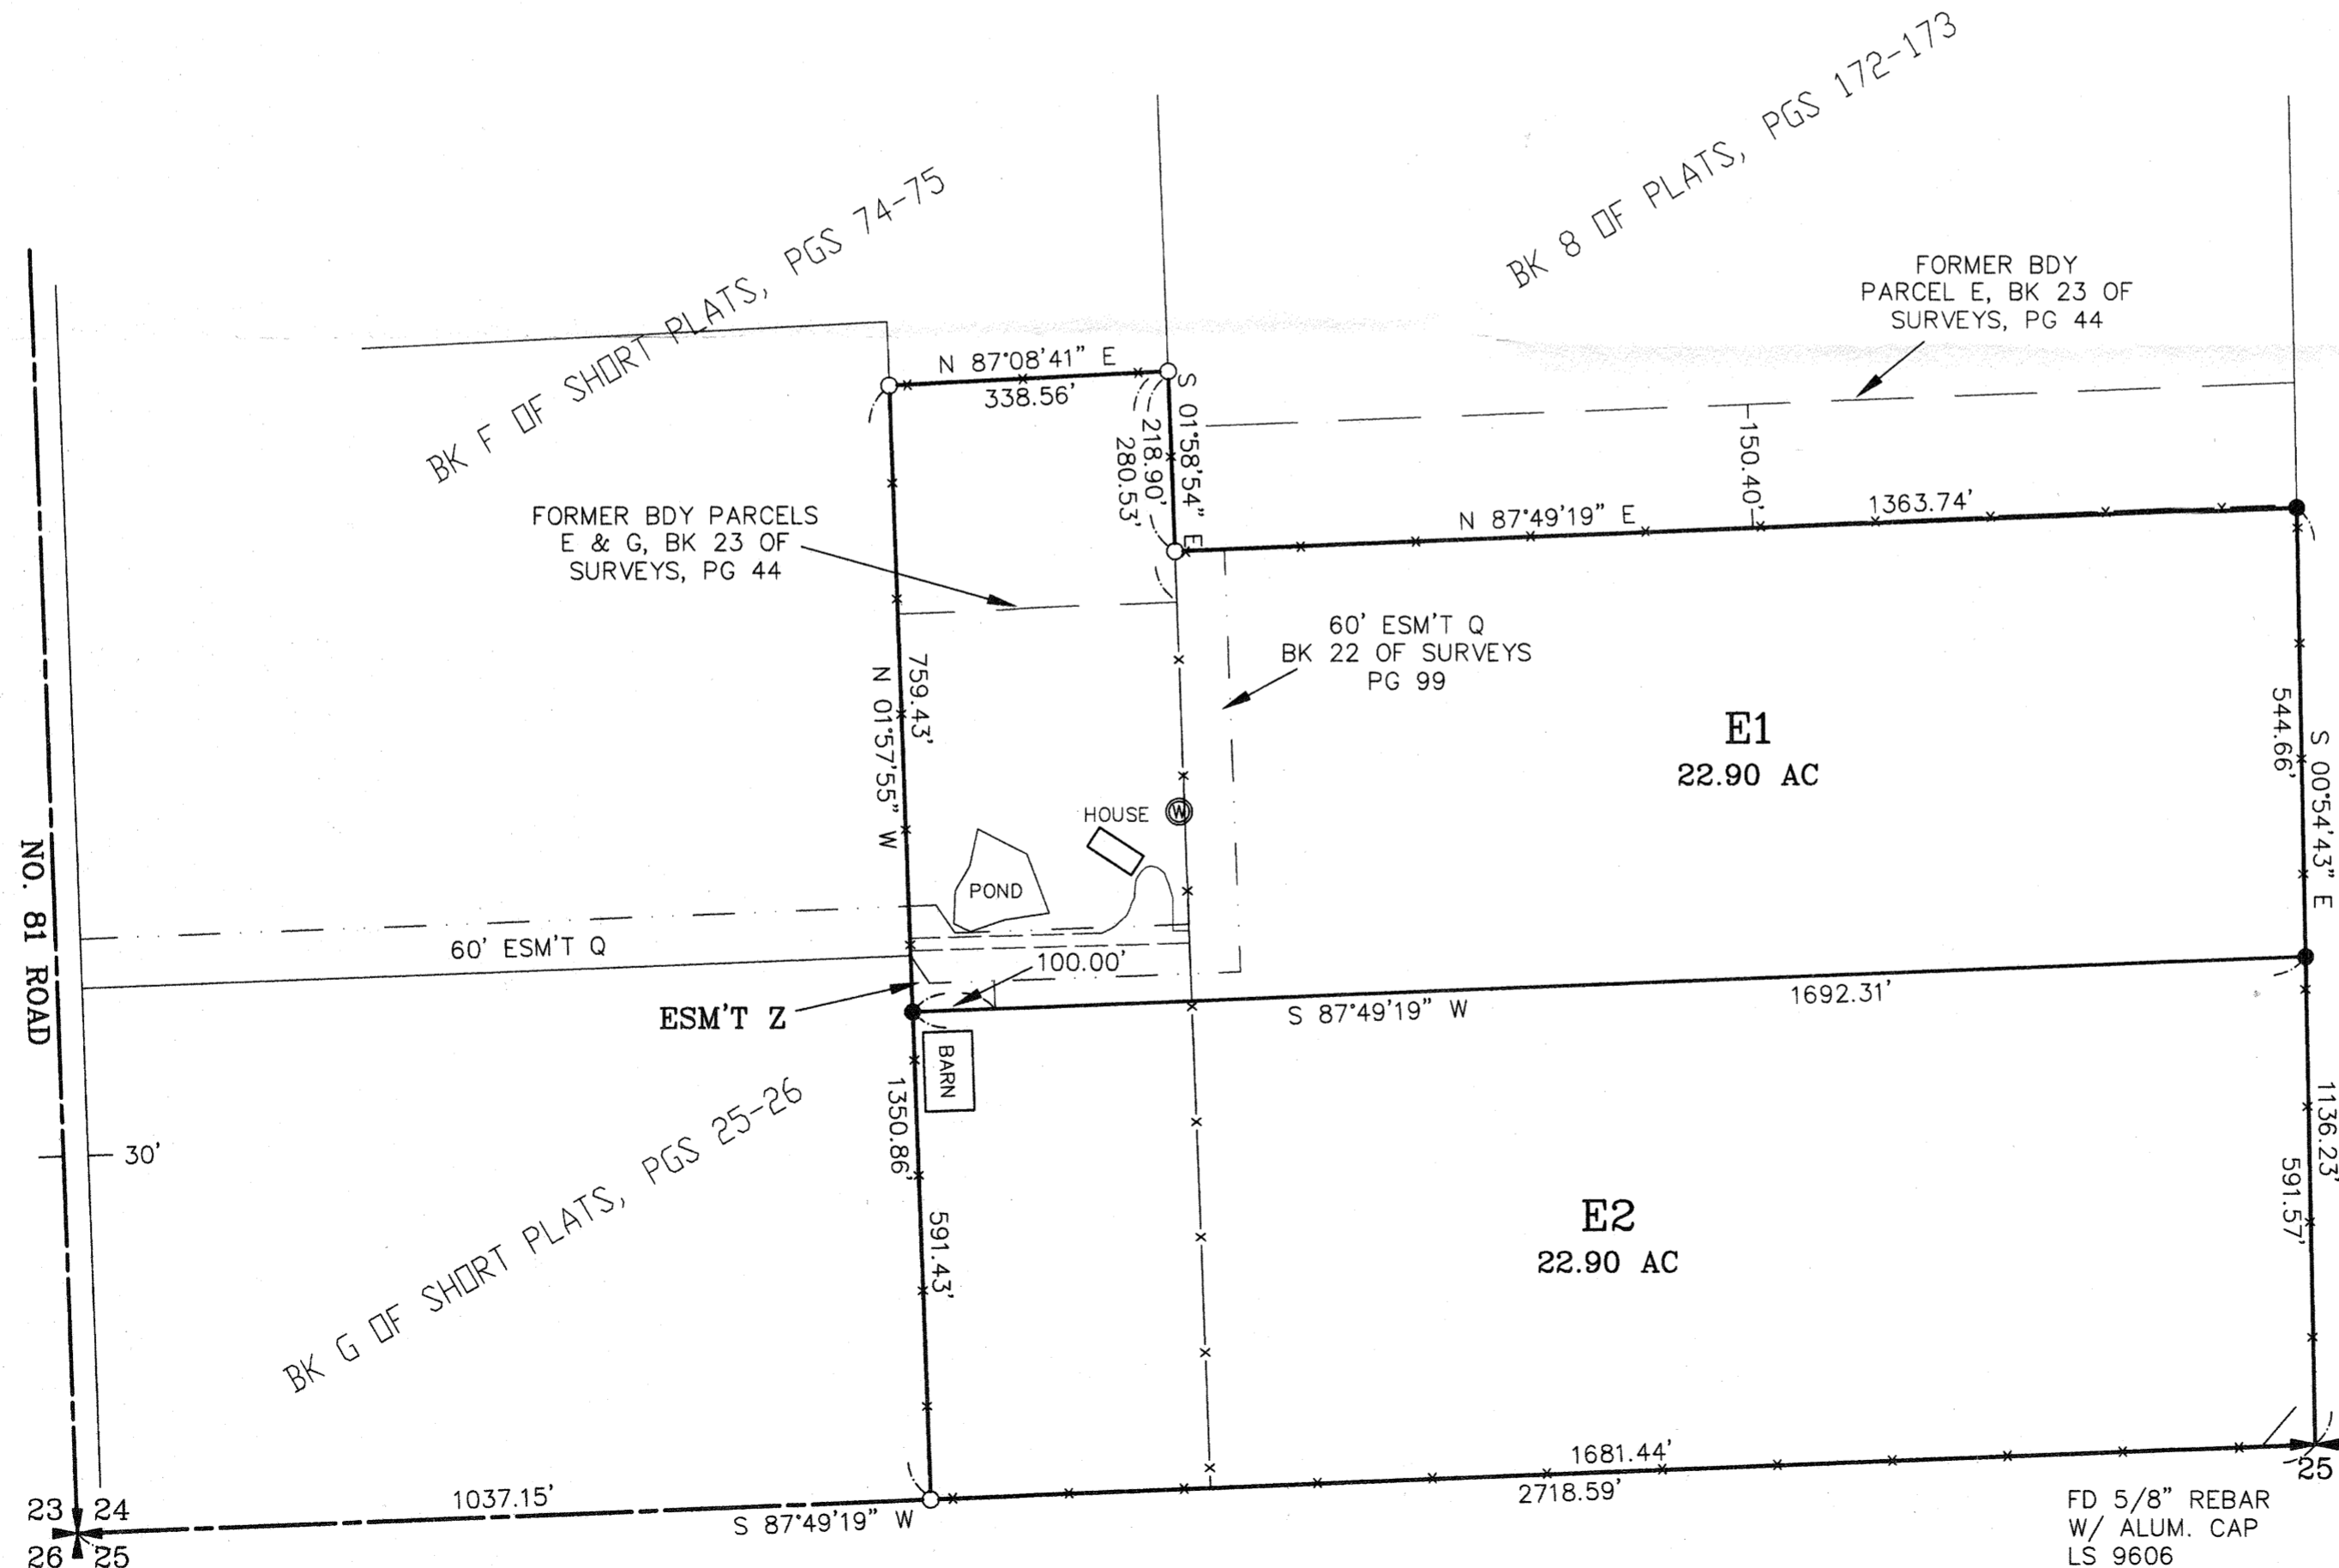 BK 8 OF PLATS, PGS 172-173
BK F OF SHORT PLATS, PGS 74-75
FORMER BDY
PARCEL E, BK 23 OF
SURVEYS, PG 44
N 87°08'41" E
338.56'
S 01°58'54" E
218.90'
280.53'
150.40'
N 87°49'19" E
1363.74'
FORMER BDY PARCELS
E & G, BK 23 OF
SURVEYS, PG 44
60' ESM'T Q
BK 22 OF SURVEYS
PG 99
759.43'
N 01°57'55" W
E1
22.90 AC
544.66'
S 00°54'43" E
HOUSE
W
POND
NO. 81 ROAD
60' ESM'T Q
100.00'
ESM'T Z
S 87°49'19" W
1692.31'
BARN
1350.86'
591.43'
BK G OF SHORT PLATS, PGS 25-26
30'
E2
22.90 AC
1136.23'
591.57'
1681.44'
2718.59'
1037.15'
S 87°49'19" W
23 24
26 25
25
FD 5/8" REBAR
W/ ALUM. CAP
LS 9606